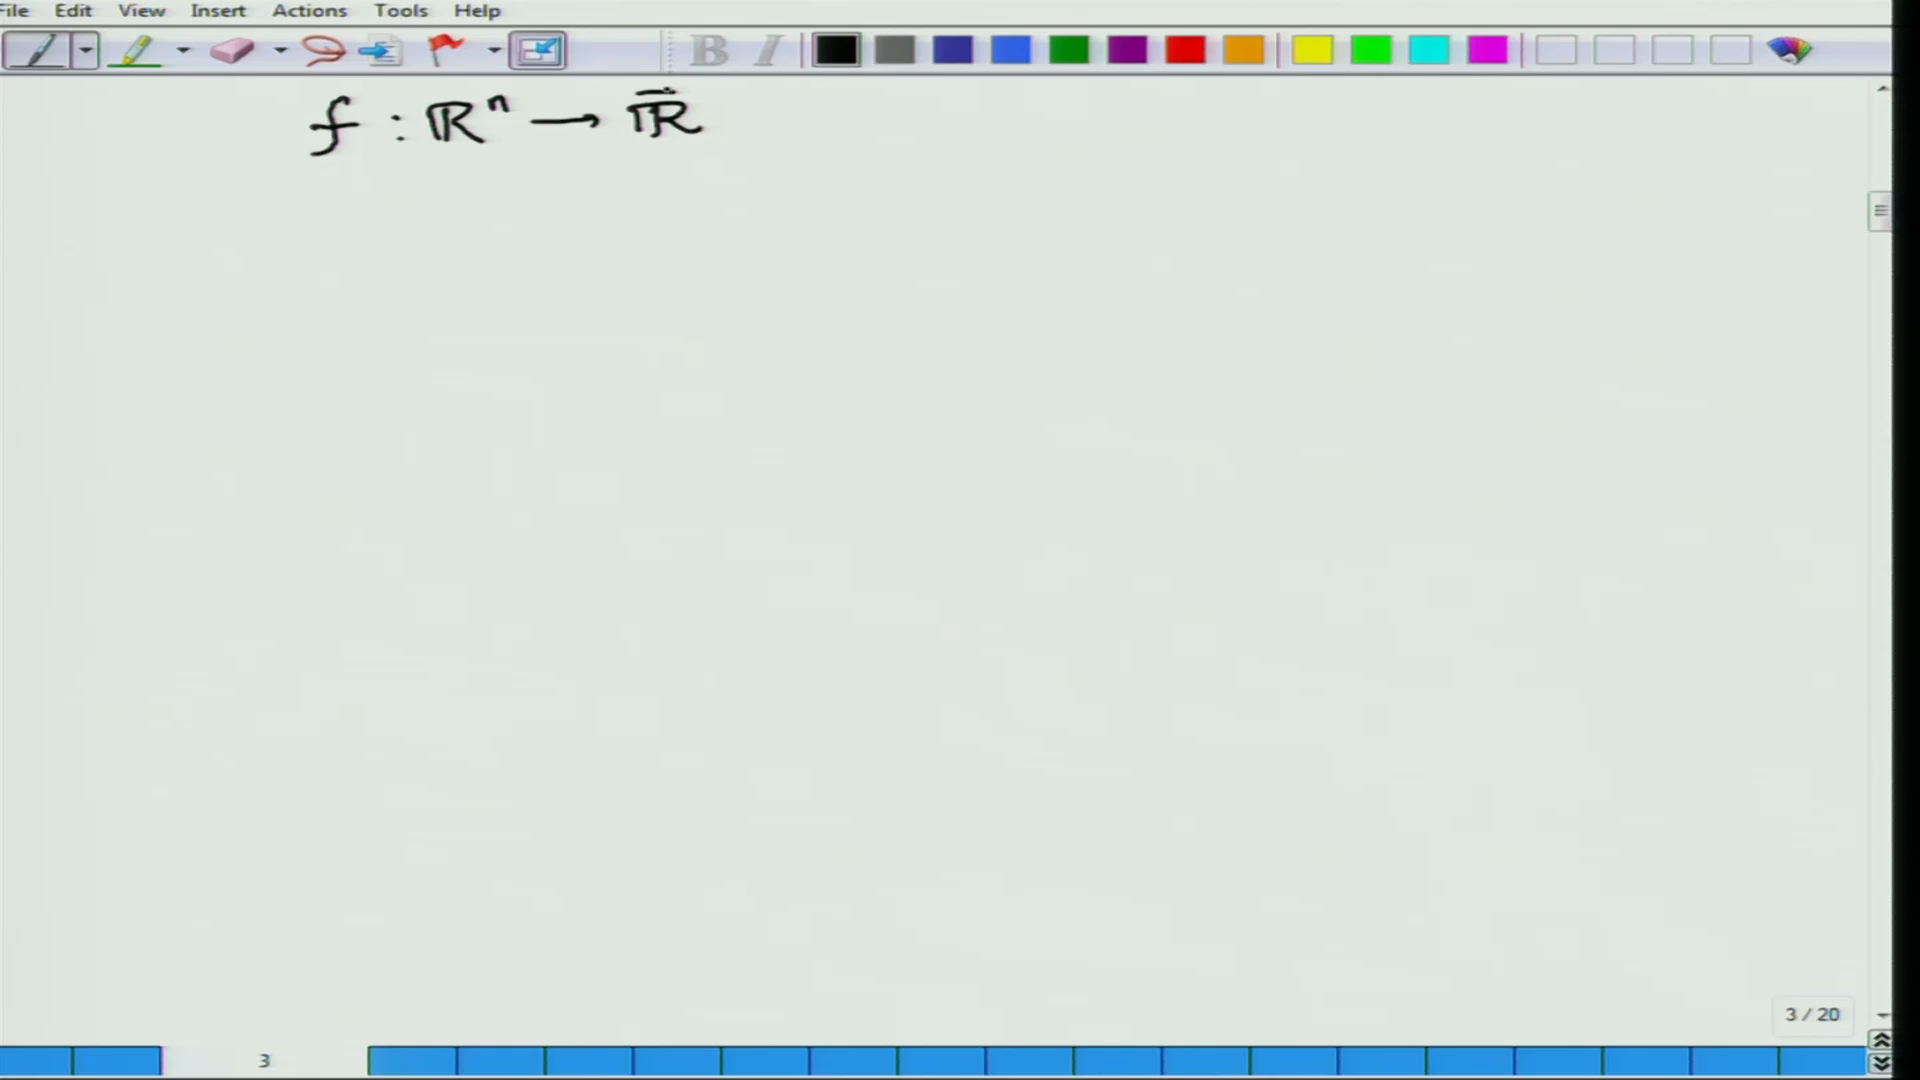 File Edit View Insert Actions Tools Help
B I
f : ℝⁿ → ℝ̄
3 / 20
3